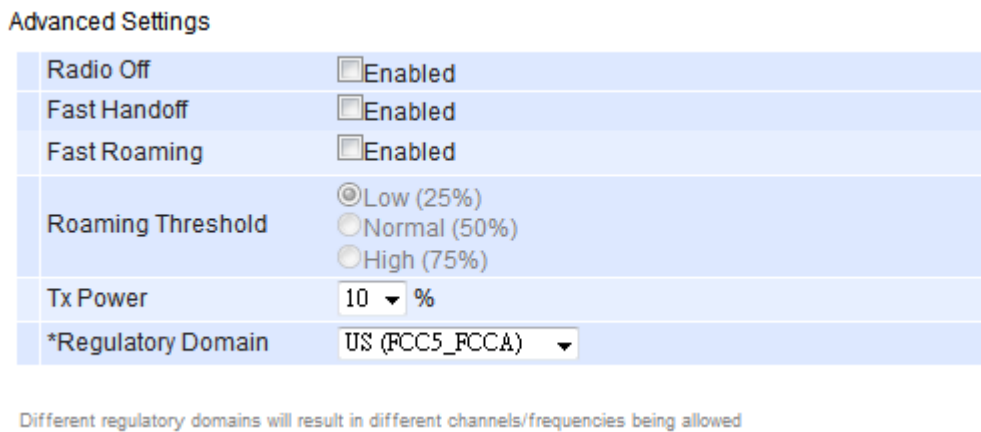 Advanced Settings
Radio Off Enabled
Fast Handoff Enabled
Fast Roaming Enabled
Roaming Threshold
Low (25%)
Normal (50%)
High (75%)
Tx Power 10 %
*Regulatory Domain US (FCC5_FCCA)
Different regulatory domains will result in different channels/frequencies being allowed